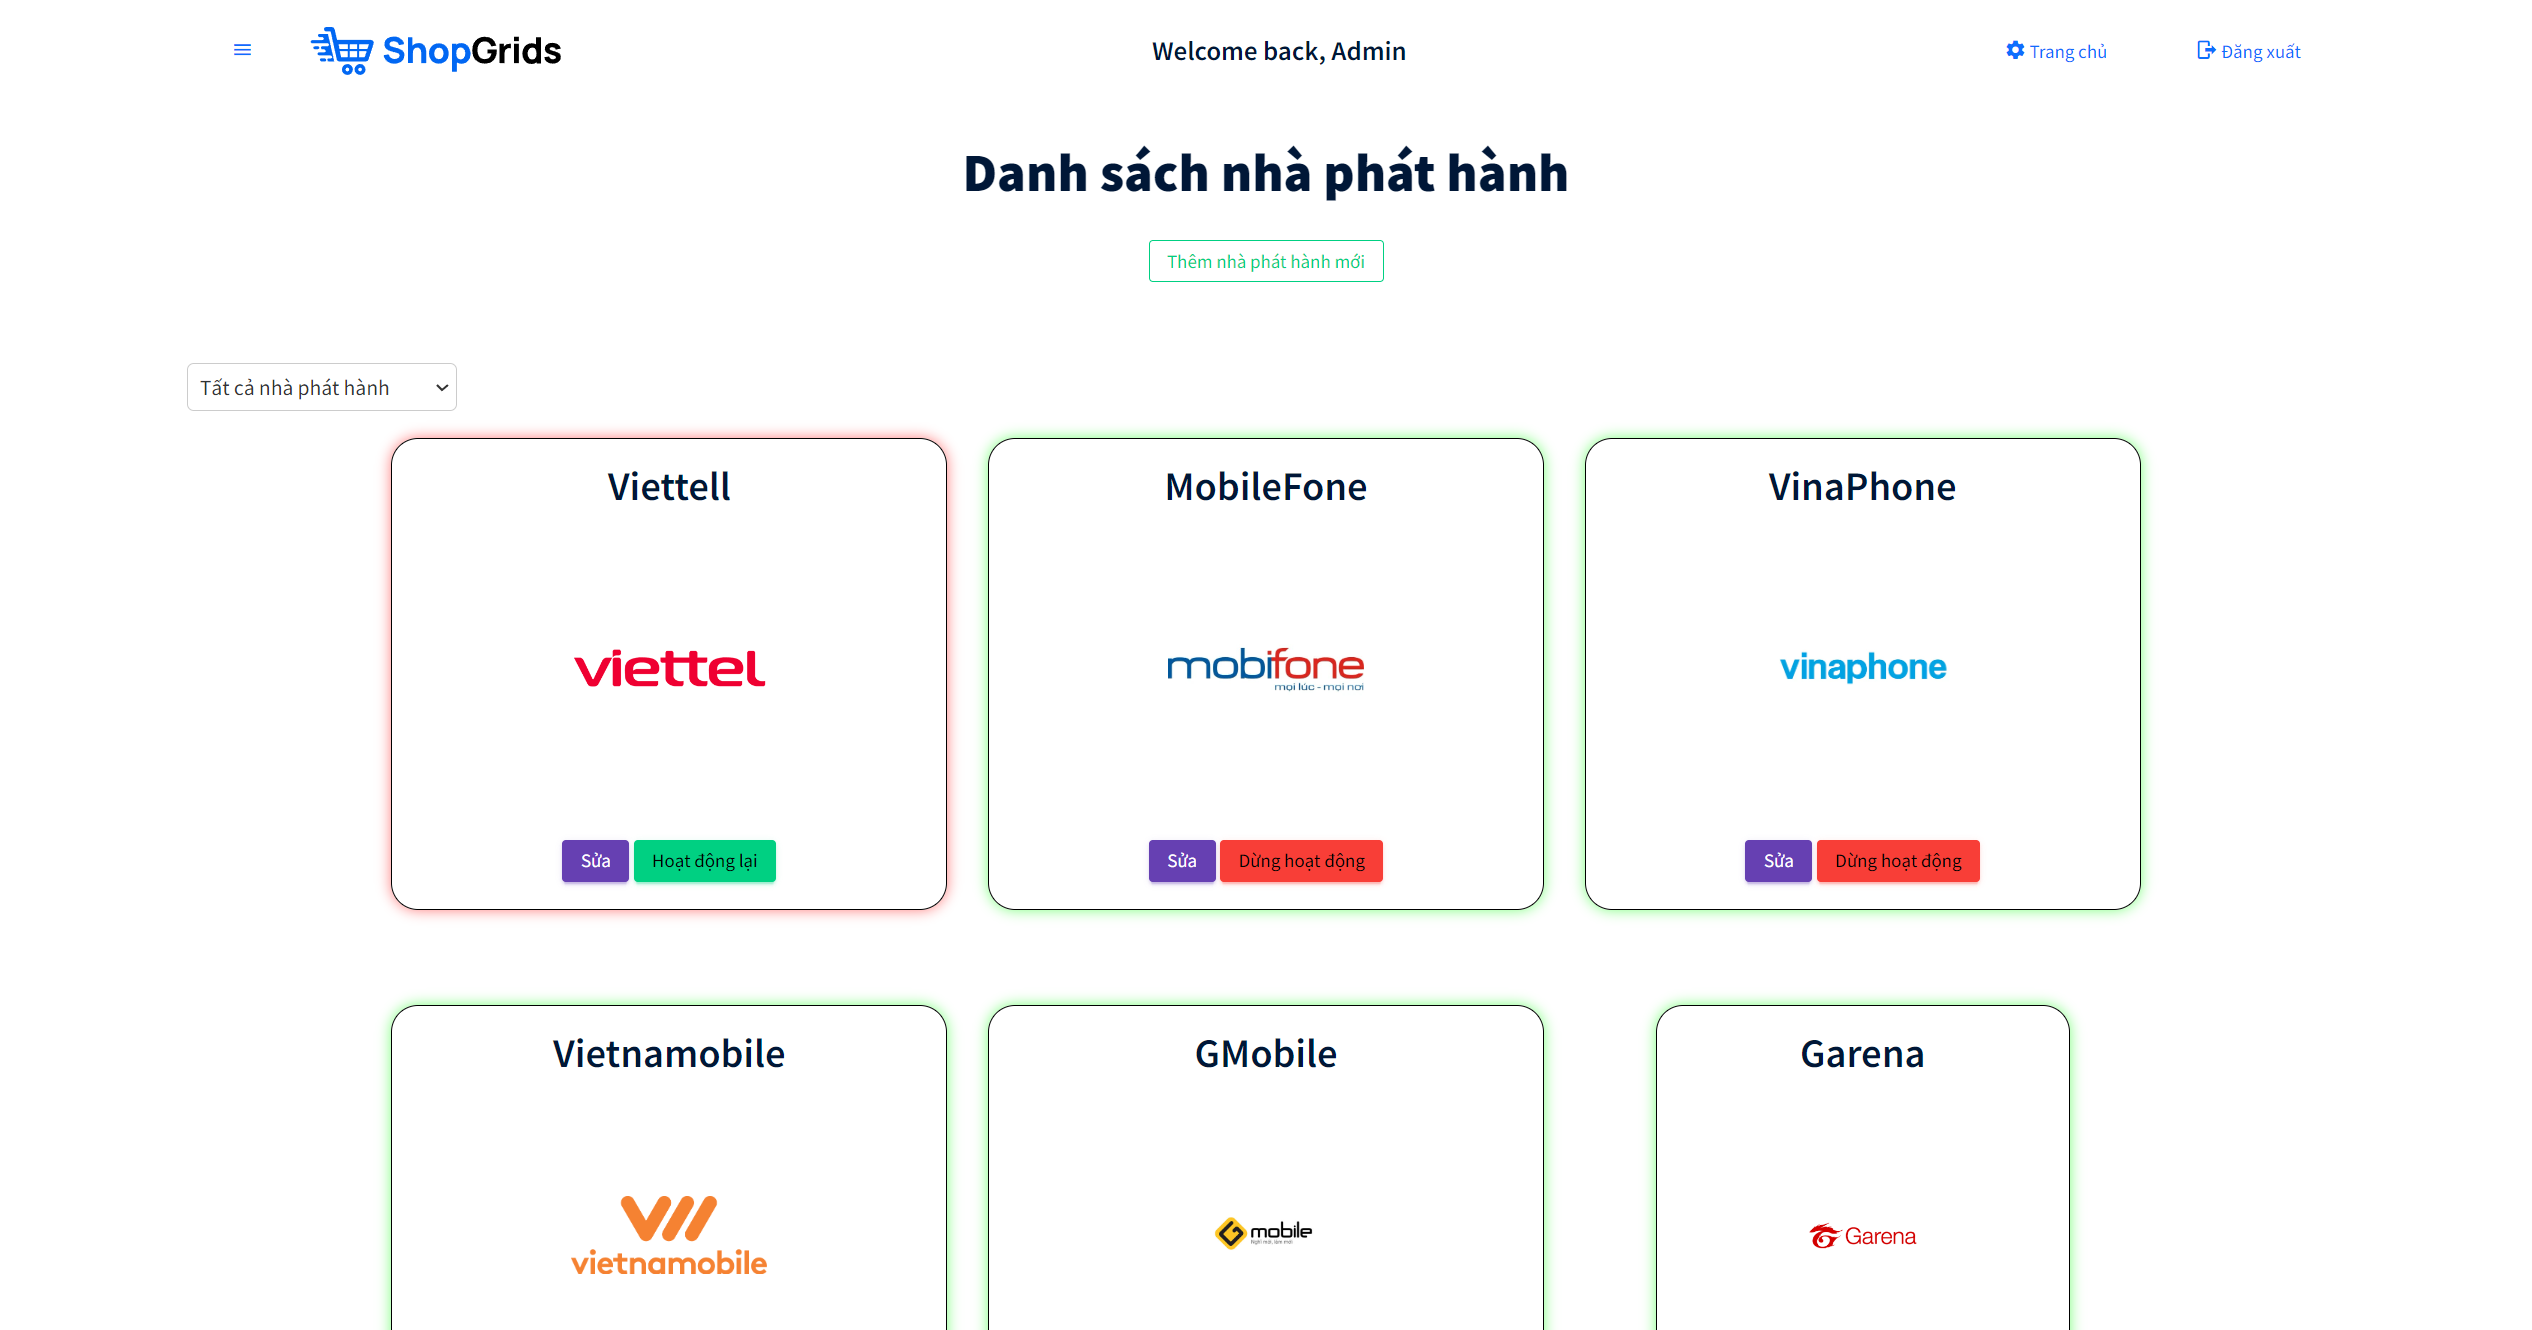 ShopGrids
Welcome back, Admin
Trang chủ
Đăng xuất
Danh sách nhà phát hành
Thêm nhà phát hành mới
Tất cả nhà phát hành
Viettell
MobileFone
VinaPhone
viettel
mobifone
mọi lúc - mọi nơi
vinaphone
Sửa
Hoạt động lại
Sửa
Dừng hoạt động
Sửa
Dừng hoạt động
Vietnamobile
GMobile
Garena
vietnamobile
mobile
Garena